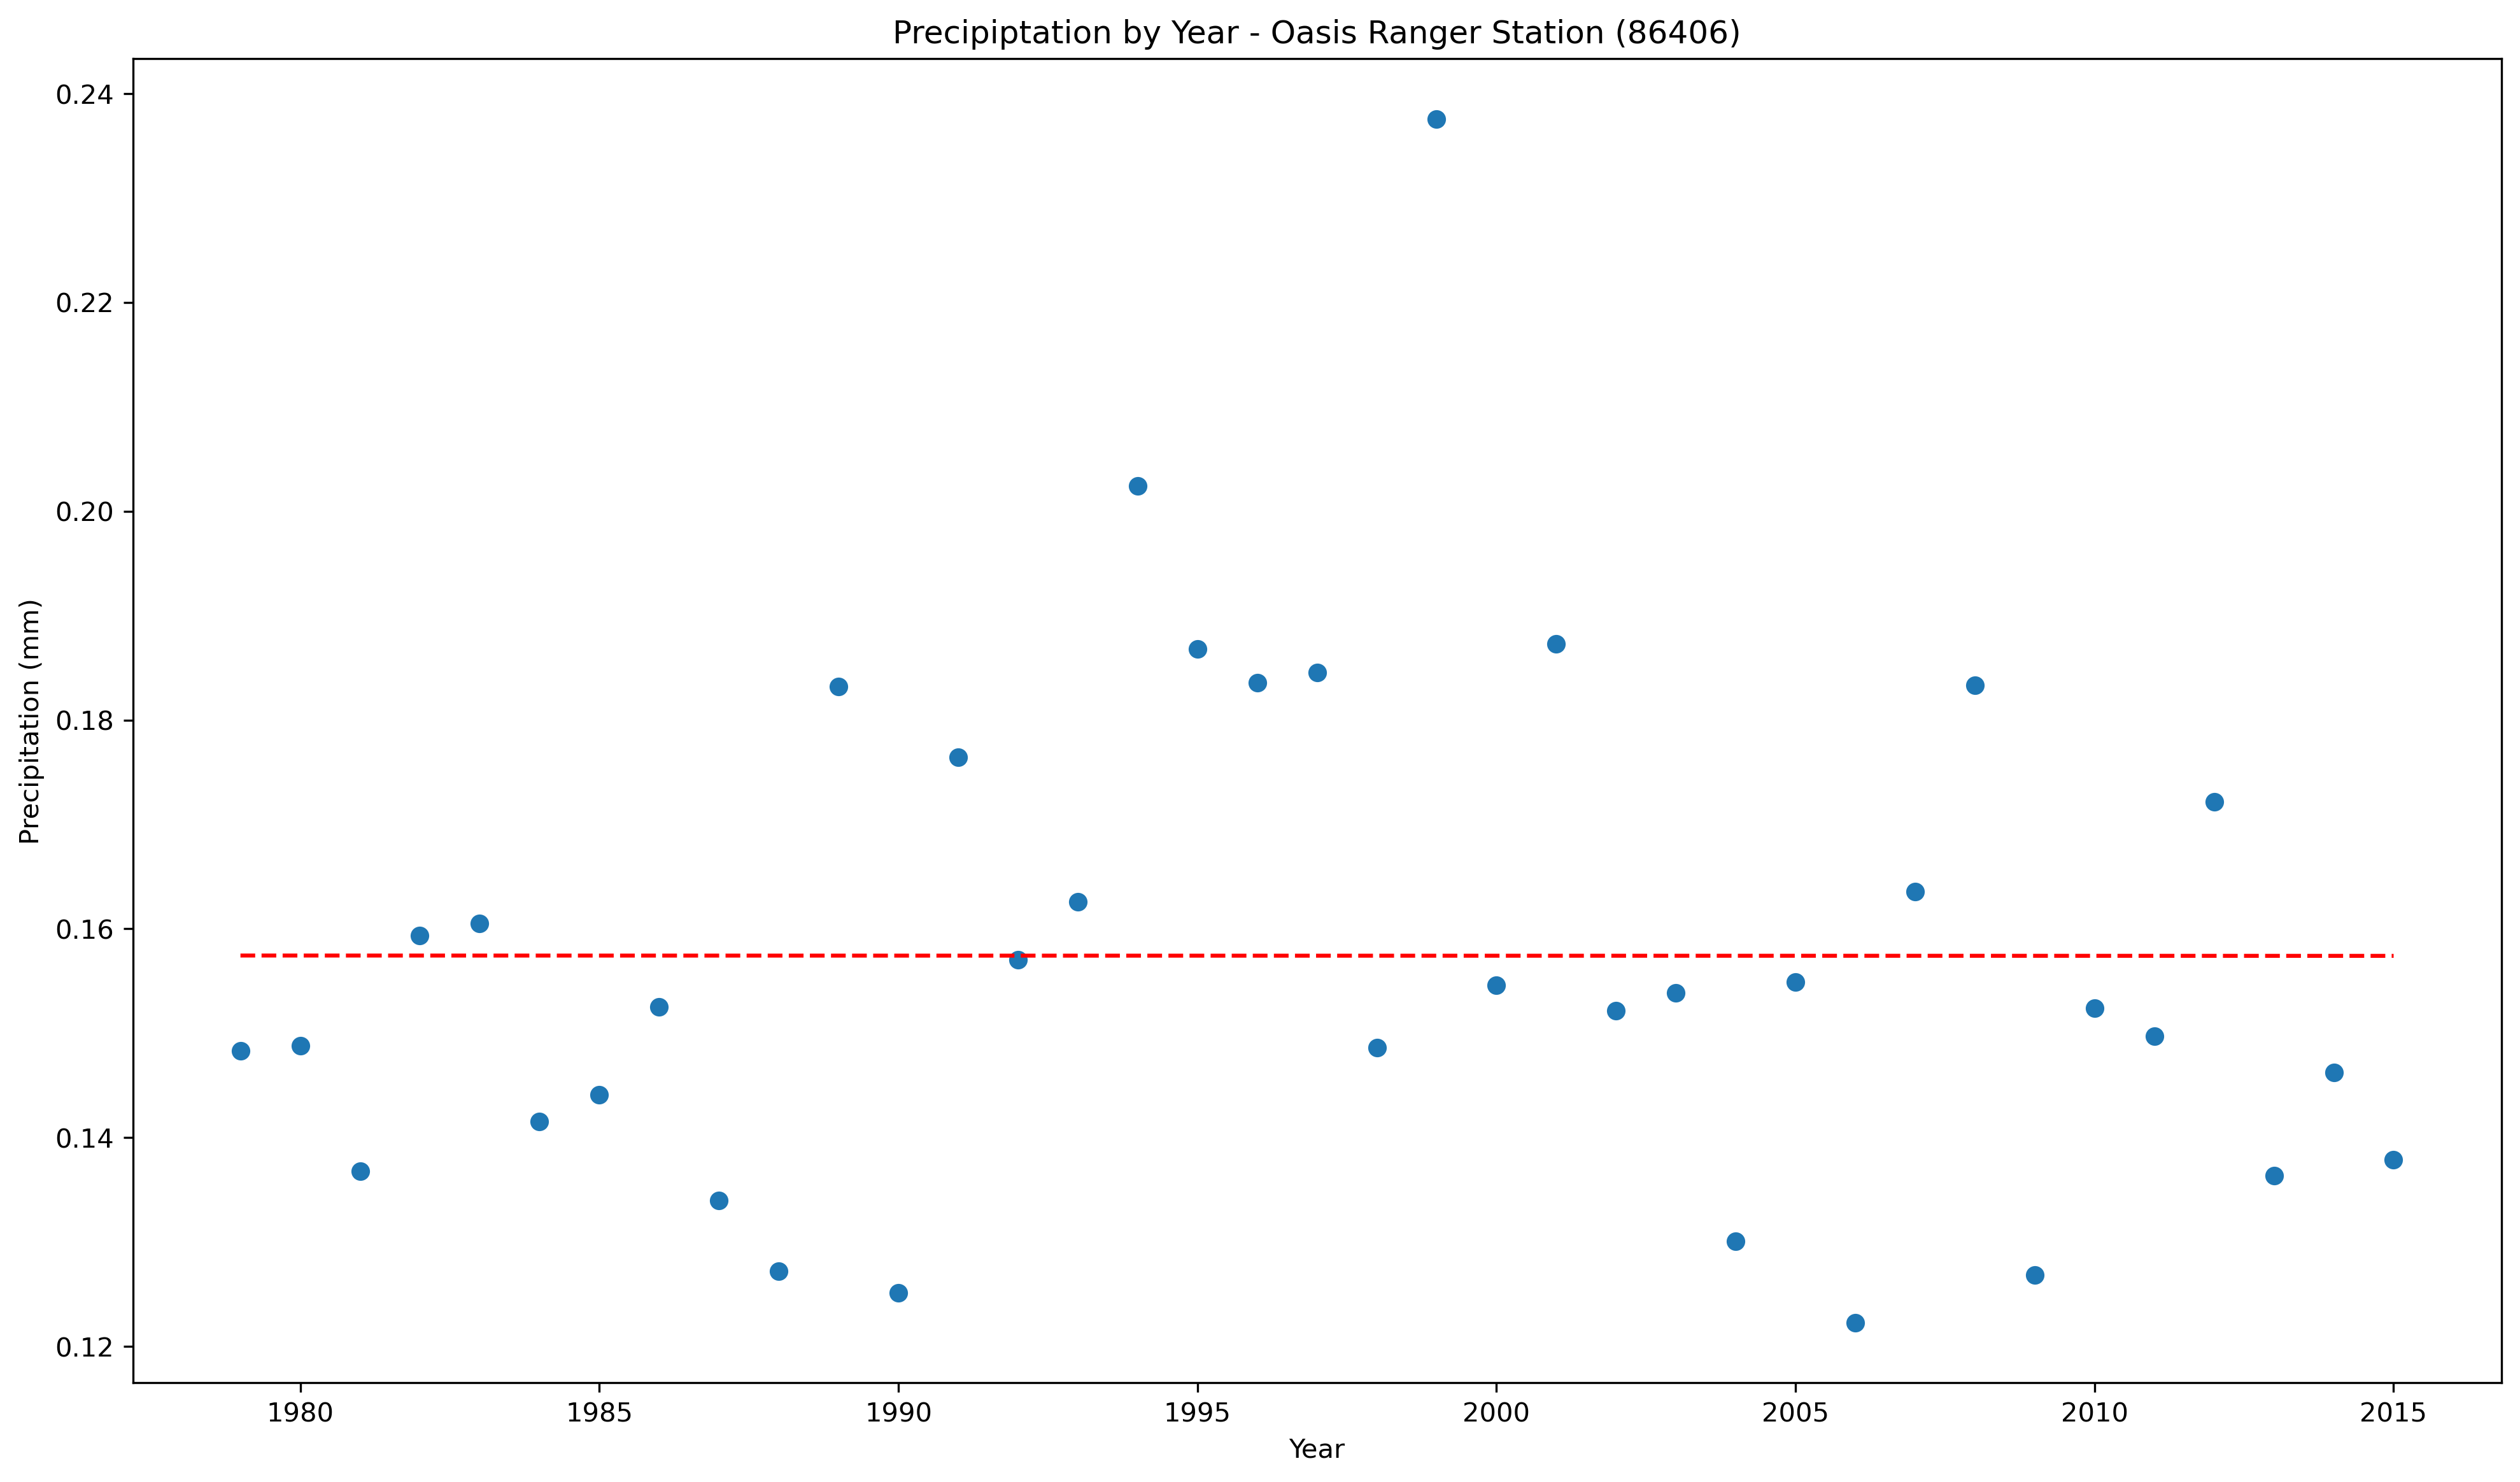 Precipiptation by Year - Oasis Ranger Station (86406)
Precipitation (mm)
0.24
0.22
0.20
0.18
0.16
0.14
0.12
1980 1985 1990 1995 2000 2005 2010 2015
Year